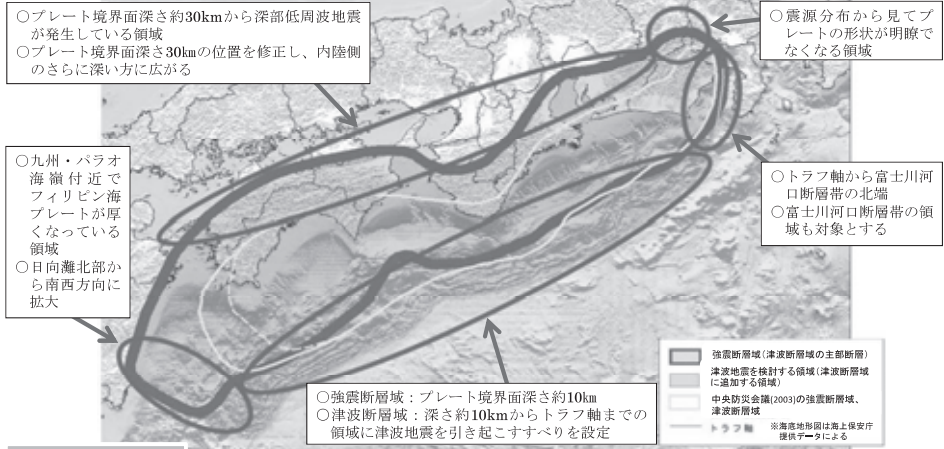 ○プレート境界面深さ約30kmから深部低周波地震
が発生している領域
○プレート境界面深さ30㎞の位置を修正し、内陸側
のさらに深い方に広がる
○震源分布から見てプ
レートの形状が明瞭で
なくなる領域
○九州・パラオ
海嶺付近で
フィリピン海
プレートが厚
くなっている
領域
○日向灘北部か
ら南西方向に
拡大
○トラフ軸から富士川河
口断層帯の北端
○富士川河口断層帯の領
域も対象とする
○強震断層域：プレート境界面深さ約10㎞
○津波断層域：深さ約10kmからトラフ軸までの
領域に津波地震を引き起こすすべりを設定
強震断層域(津波断層域の主部断層)
津波地震を検討する領域(津波断層域
に追加する領域)
中央防災会議(2003)の強震断層域、
津波断層域
トラフ軸
※海底地形図は海上保安庁
提供データによる